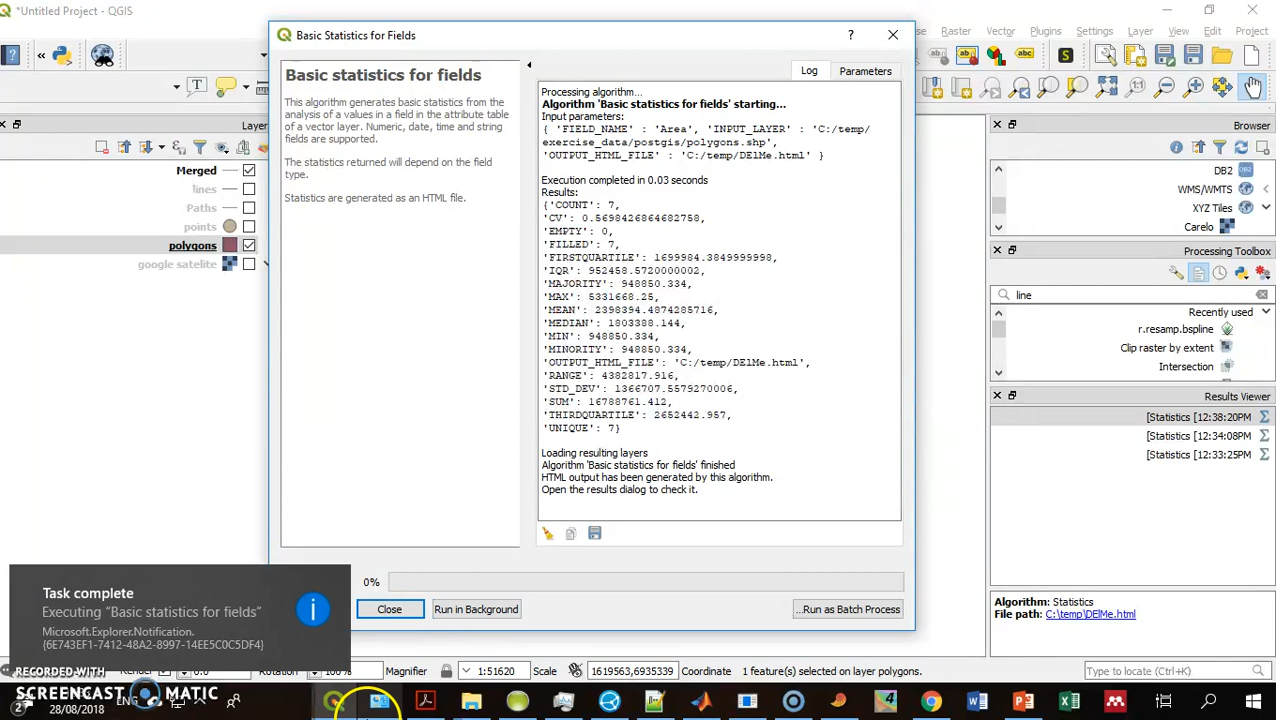 *Untitled Project - QGIS
Raster
Vector
Plugins
Settings
Layer
View
Edit
Project
Layers
Merged
lines
Paths
points
polygons
google satelite
Basic Statistics for Fields
Basic statistics for fields
This algorithm generates basic statistics from the
analysis of a values in a field in the attribute table
of a vector layer. Numeric, date, time and string
fields are supported.
The statistics returned will depend on the field
type.
Statistics are generated as an HTML file.
Log
Parameters
Processing algorithm...
Algorithm 'Basic statistics for fields' starting...
Input parameters:
{ 'FIELD_NAME' : 'Area', 'INPUT_LAYER' : 'C:/temp/
exercise_data/postgis/polygons.shp',
'OUTPUT_HTML_FILE' : 'C:/temp/DElMe.html' }
Execution completed in 0.03 seconds
Results:
{'COUNT': 7,
'CV': 0.5698426864682758,
'EMPTY': 0,
'FILLED': 7,
'FIRSTQUARTILE': 1699984.3849999998,
'IQR': 952458.5720000002,
'MAJORITY': 948850.334,
'MAX': 5331668.25,
'MEAN': 2398394.4874285716,
'MEDIAN': 1803388.144,
'MIN': 948850.334,
'MINORITY': 948850.334,
'OUTPUT_HTML_FILE': 'C:/temp/DElMe.html',
'RANGE': 4382817.916,
'STD_DEV': 1366707.5579270006,
'SUM': 16788761.412,
'THIRDQUARTILE': 2652442.957,
'UNIQUE': 7}
Loading resulting layers
Algorithm 'Basic statistics for fields' finished
HTML output has been generated by this algorithm.
Open the results dialog to check it.
0%
Close
Run in Background
...Run as Batch Process
Browser
DB2
WMS/WMTS
XYZ Tiles
Carelo
Processing Toolbox
line
Recently used
r.resamp.bspline
Clip raster by extent
Intersection
Results Viewer
[Statistics [12:38:20PM
[Statistics [12:34:08PM
[Statistics [12:33:25PM
Algorithm: Statistics
File path: C:\temp\DElMe.html
Task complete
Executing “Basic statistics for fields”
Microsoft.Explorer.Notification.
{6E743EF1-7412-48A2-8997-14EE5C0C5DF4}
100%
Magnifier
1:51620
Scale
1619563,6935339
Coordinate
1 feature(s) selected on layer polygons.
Type to locate (Ctrl+K)
RECORDED WITH
SCREENCAST MATIC
ENG
28/08/2018